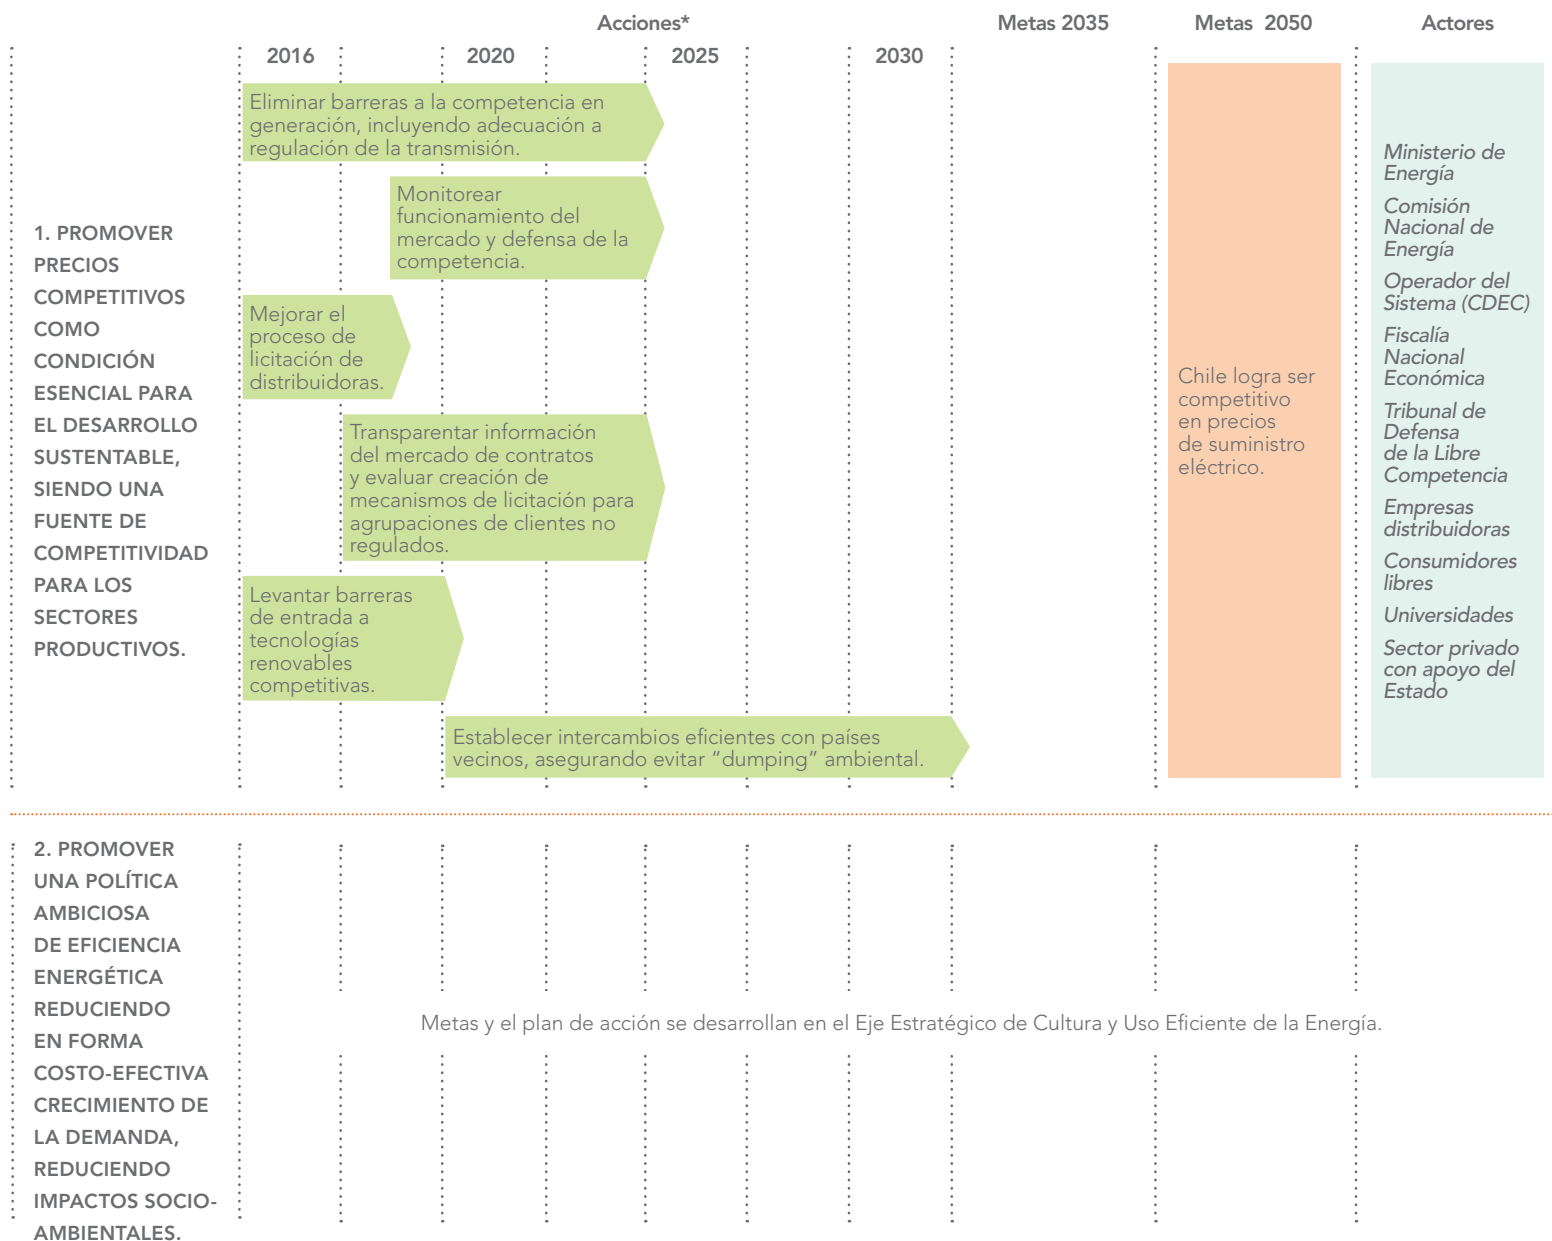 Acciones*
Metas 2035
Metas 2050
Actores
2016
2020
2025
2030
1. PROMOVER
PRECIOS
COMPETITIVOS
COMO
CONDICIÓN
ESENCIAL PARA
EL DESARROLLO
SUSTENTABLE,
SIENDO UNA
FUENTE DE
COMPETITIVIDAD
PARA LOS
SECTORES
PRODUCTIVOS.
Eliminar barreras a la competencia en
generación, incluyendo adecuación a
regulación de la transmisión.
Monitorear
funcionamiento del
mercado y defensa de la
competencia.
Mejorar el
proceso de
licitación de
distribuidoras.
Transparentar información
del mercado de contratos
y evaluar creación de
mecanismos de licitación para
agrupaciones de clientes no
regulados.
Levantar barreras
de entrada a
tecnologías
renovables
competitivas.
Establecer intercambios eficientes con países
vecinos, asegurando evitar “dumping” ambiental.
Chile logra ser
competitivo
en precios
de suministro
eléctrico.
Ministerio de
Energía
Comisión
Nacional de
Energía
Operador del
Sistema (CDEC)
Fiscalía
Nacional
Económica
Tribunal de
Defensa
de la Libre
Competencia
Empresas
distribuidoras
Consumidores
libres
Universidades
Sector privado
con apoyo del
Estado
2. PROMOVER
UNA POLÍTICA
AMBICIOSA
DE EFICIENCIA
ENERGÉTICA
REDUCIENDO
EN FORMA
COSTO-EFECTIVA
CRECIMIENTO DE
LA DEMANDA,
REDUCIENDO
IMPACTOS SOCIO-
AMBIENTALES.
Metas y el plan de acción se desarrollan en el Eje Estratégico de Cultura y Uso Eficiente de la Energía.